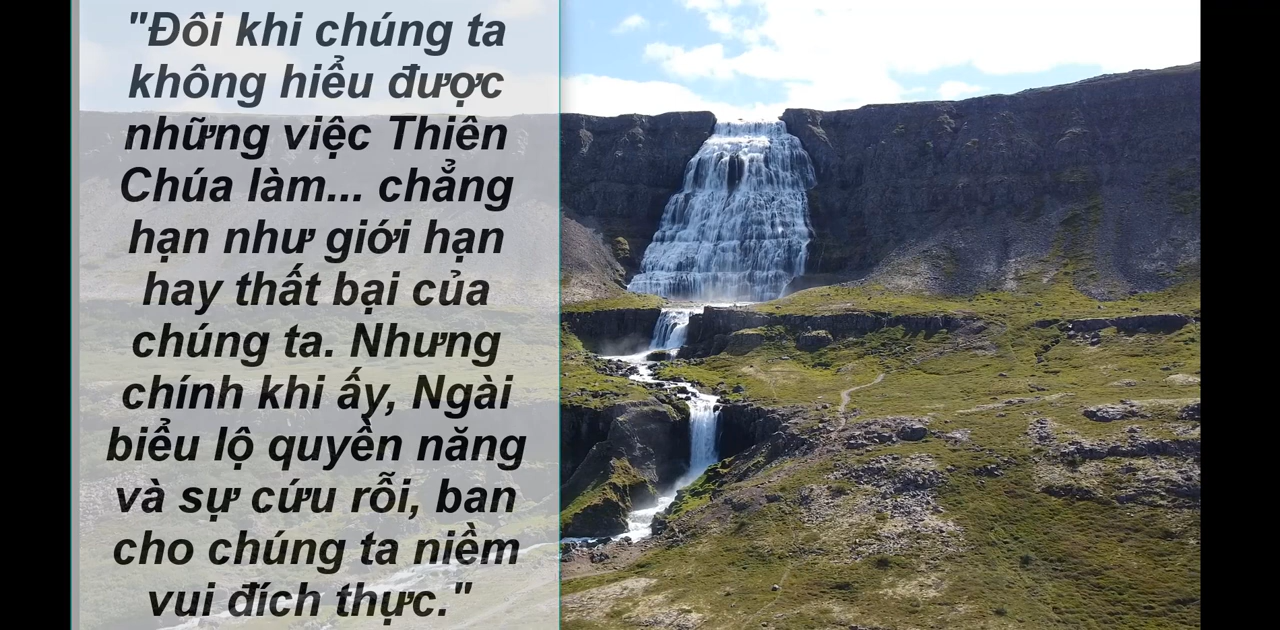 "Đôi khi chúng ta
không hiểu được
những việc Thiên
Chúa làm... chẳng
hạn như giới hạn
hay thất bại của
chúng ta. Nhưng
chính khi ấy, Ngài
biểu lộ quyền năng
và sự cứu rỗi, ban
cho chúng ta niềm
vui đích thực."